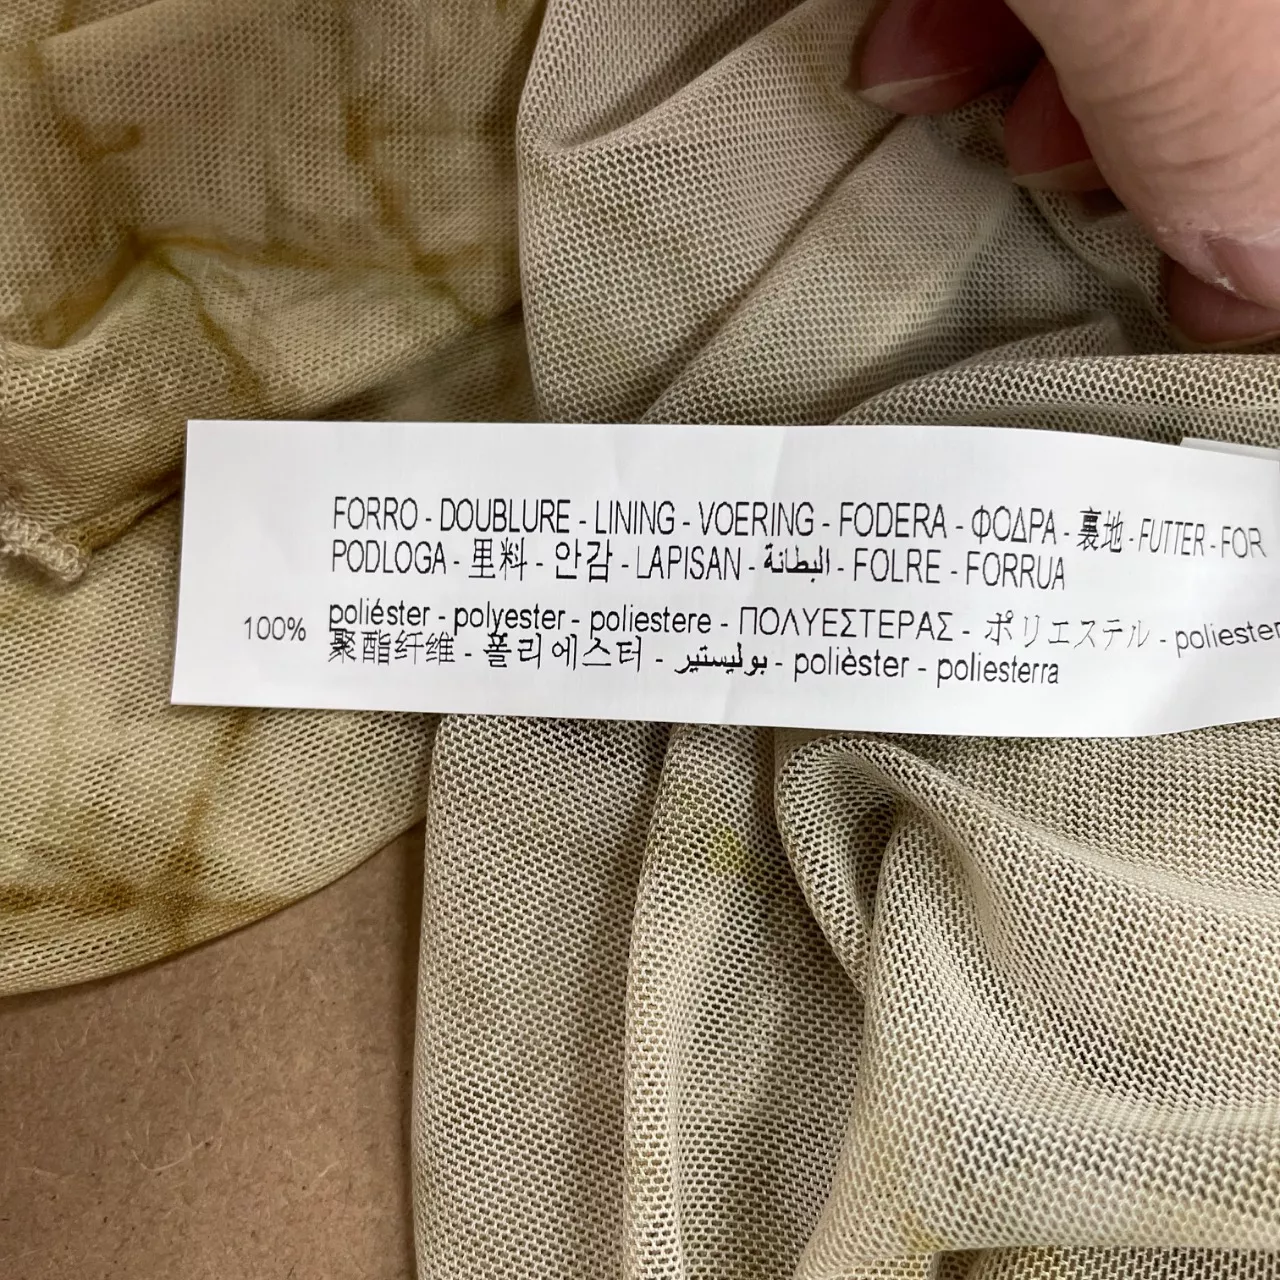 FORRO - DOUBLURE - LINING - VOERING - FODERA - ΦΟΔΡΑ - 裏地 - FUTTER - FOR
PODLOGA - 里料 - 안감 - LAPISAN - البطانة - FOLRE - FORRUA
100% poliéster - polyester - poliestere - ΠΟΛΥΕΣΤΕΡΑΣ - ポリエステル - poliester
聚酯纤维 - 폴리에스터 - بوليستير - polièster - poliesterra